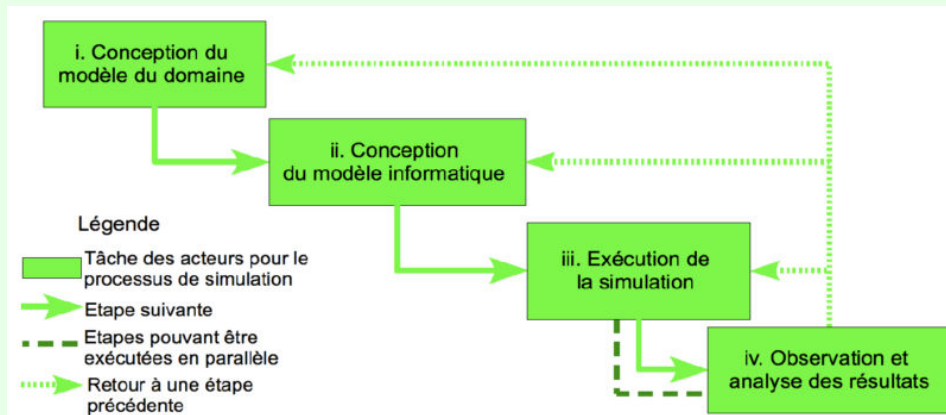 i. Conception du
modèle du domaine
ii. Conception
du modèle informatique
iii. Exécution de
la simulation
iv. Observation et
analyse des résultats
Légende
Tâche des acteurs pour le
processus de simulation
Etape suivante
Etapes pouvant être
exécutées en parallèle
Retour à une étape
précédente